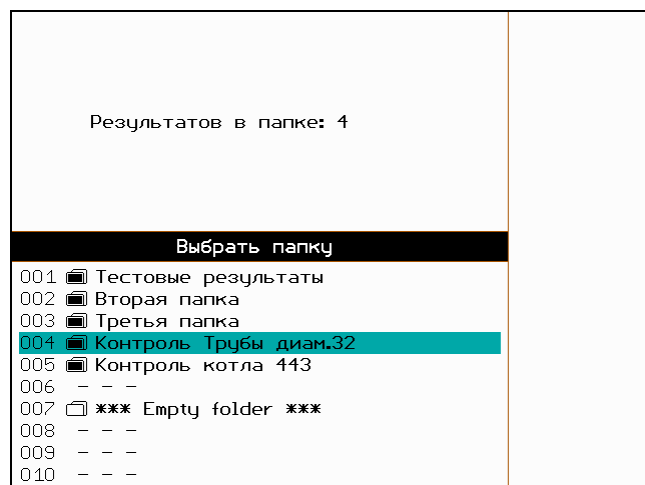 Результатов в папке: 4
Выбрать папку
001 Тестовые результаты
002 Вторая папка
003 Третья папка
004 Контроль Трубы диам.32
005 Контроль котла 443
006 - - -
007 *** Empty folder ***
008 - - -
009 - - -
010 - - -